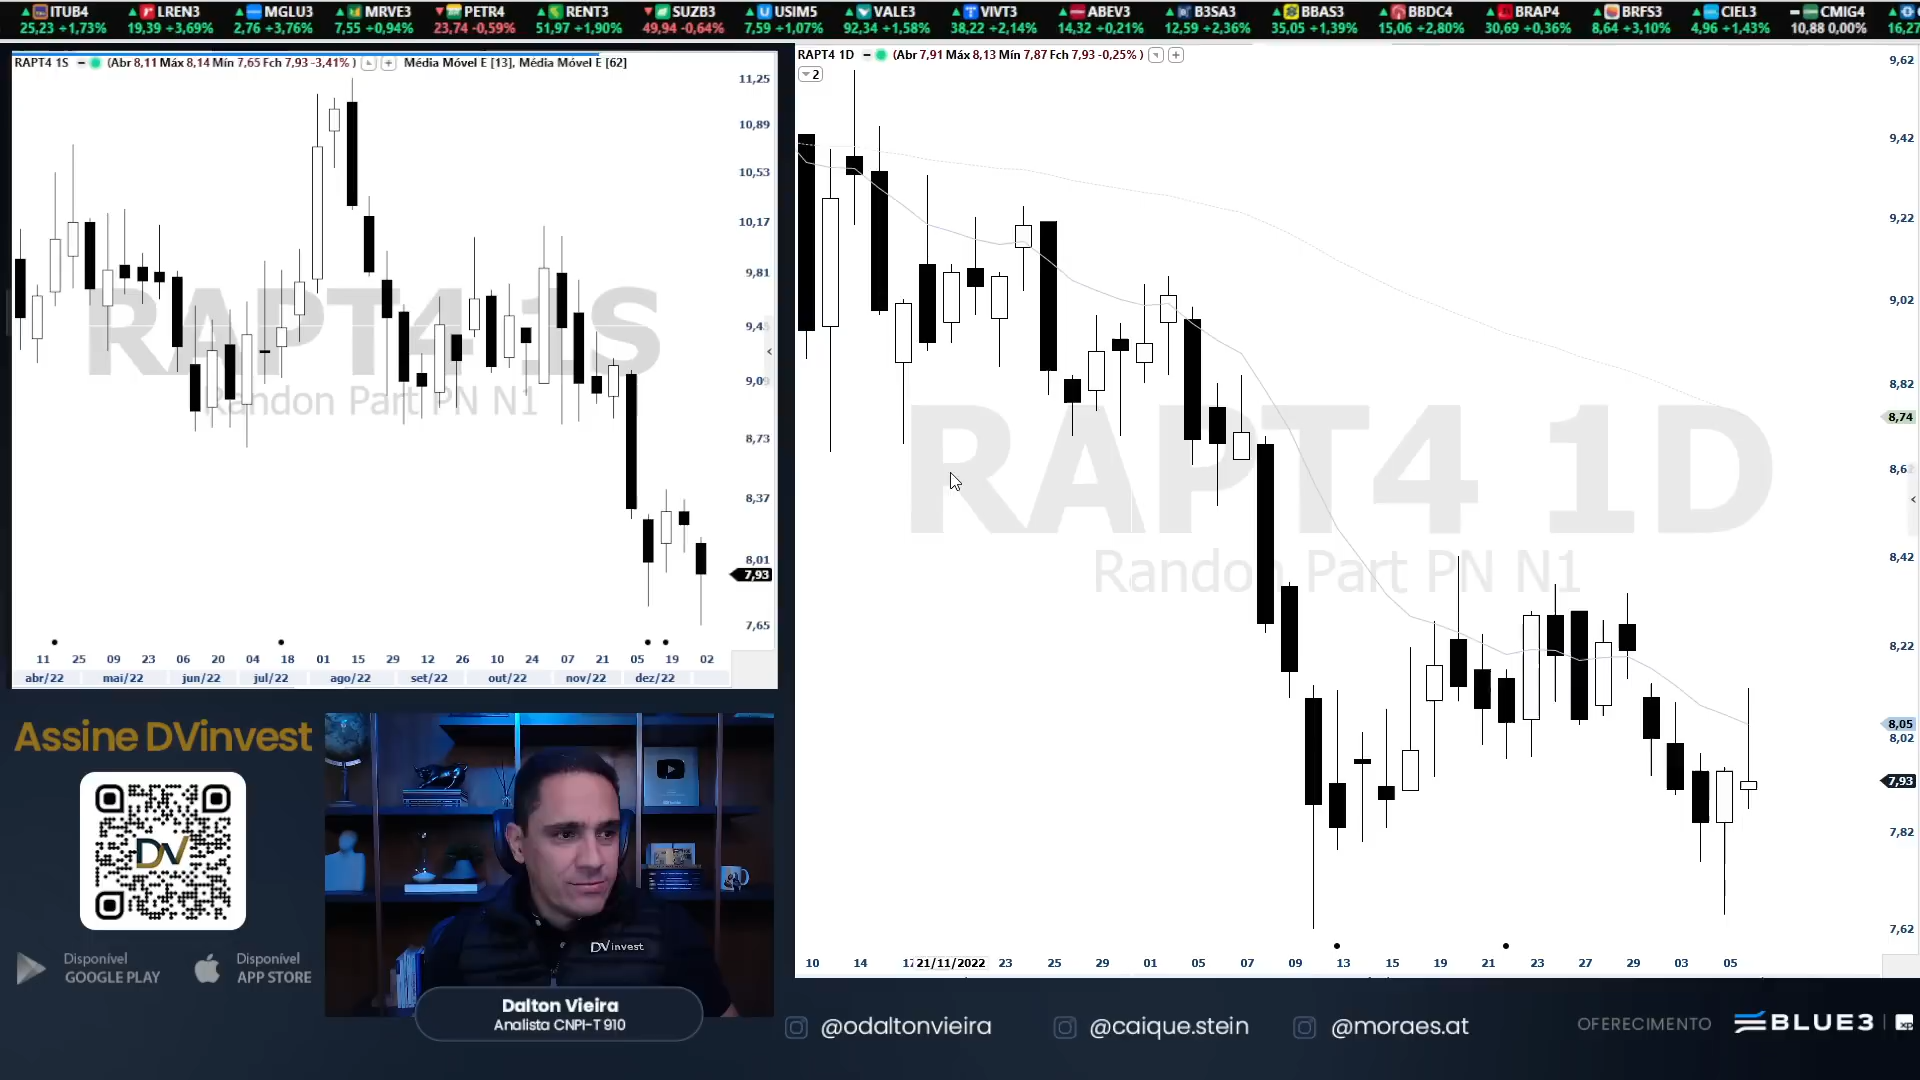 ITUB4 25,23 +1,73%
LREN3 19,39 +3,69%
MGLU3 2,76 +3,76%
MRVE3 7,55 +0,94%
PETR4 23,74 -0,59%
RENT3 51,97 +1,90%
SUZB3 49,94 -0,64%
USIM5 7,59 +1,07%
VALE3 92,34 +1,58%
VIVT3 38,22 +2,14%
ABEV3 14,32 +0,21%
B3SA3 12,59 +2,36%
BBAS3 35,05 +1,39%
BBDC4 15,06 +2,80%
BRAP4 30,69 +0,36%
BRFS3 8,64 +3,10%
CIEL3 4,96 +1,43%
CMIG4 10,88 0,00%
16,27
RAPT4 1S (Abr 8,11 Máx 8,14 Mín 7,65 Fch 7,93 -3,41% ) Média Móvel E [13], Média Móvel E [62]
11,25
10,89
10,53
10,17
9,81
9,45
9,09
8,73
8,37
8,01
7,93
7,65
RAPT4 1S
Randon Part PN N1
11 25 09 23 06 20 04 18 01 15 29 12 26 10 24 07 21 05 19 02
abr/22 mai/22 jun/22 jul/22 ago/22 set/22 out/22 nov/22 dez/22
RAPT4 1D (Abr 7,91 Máx 8,13 Mín 7,87 Fch 7,93 -0,25% )
2
9,62
9,42
9,22
9,02
8,82
8,74
8,62
8,42
8,22
8,05
8,02
7,93
7,82
7,62
RAPT4 1D
Randon Part PN N1
10 14 17 21/11/2022 23 25 29 01 05 07 09 13 15 19 21 23 27 29 03 05
Assine DVinvest
DV
Disponível
GOOGLE PLAY
Disponível
APP STORE
DVinvest
Dalton Vieira
Analista CNPI-T 910
@odaltonvieira
@caique.stein
@moraes.at
OFERECIMENTO
BLUE3
xp